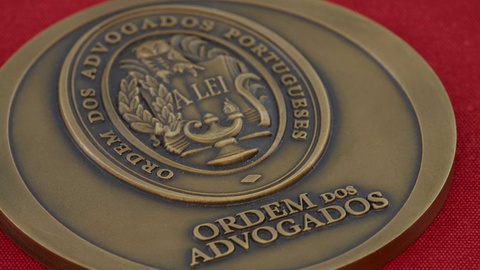 ORDEM DOS ADVOGADOS PORTUGUESES
A LEI
ORDEM DOS
ADVOGADOS